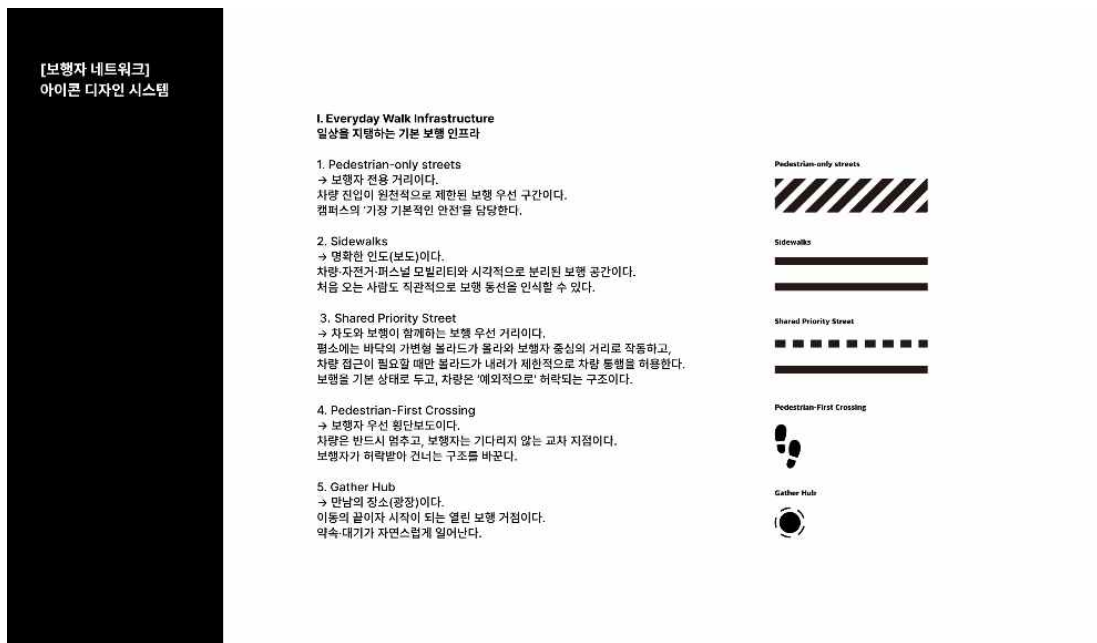 [보행자 네트워크]
아이콘 디자인 시스템
I. Everyday Walk Infrastructure
일상을 지탱하는 기본 보행 인프라
1. Pedestrian-only streets
→ 보행자 전용 거리이다.
차량 진입이 원천적으로 제한된 보행 우선 구간이다.
캠퍼스의 '가장 기본적인 안전'을 담당한다.
2. Sidewalks
→ 명확한 인도(보도)이다.
차량·자전거·퍼스널 모빌리티와 시각적으로 분리된 보행 공간이다.
처음 오는 사람도 직관적으로 보행 동선을 인식할 수 있다.
3. Shared Priority Street
→ 차도와 보행이 함께하는 보행 우선 거리이다.
평소에는 바닥의 가변형 볼라드가 올라와 보행자 중심의 거리로 작동하고,
차량 접근이 필요할 때만 볼라드가 내려가 제한적으로 차량 통행을 허용한다.
보행을 기본 상태로 두고, 차량은 '예외적으로' 허락되는 구조이다.
4. Pedestrian-First Crossing
→ 보행자 우선 횡단보도이다.
차량은 반드시 멈추고, 보행자는 기다리지 않는 교차 지점이다.
보행자가 허락받아 건너는 구조를 바꾼다.
5. Gather Hub
→ 만남의 장소(광장)이다.
이동의 끝이자 시작이 되는 열린 보행 거점이다.
약속·대기가 자연스럽게 일어난다.
Pedestrian-only streets
Sidewalks
Shared Priority Street
Pedestrian-First Crossing
Gather Hub